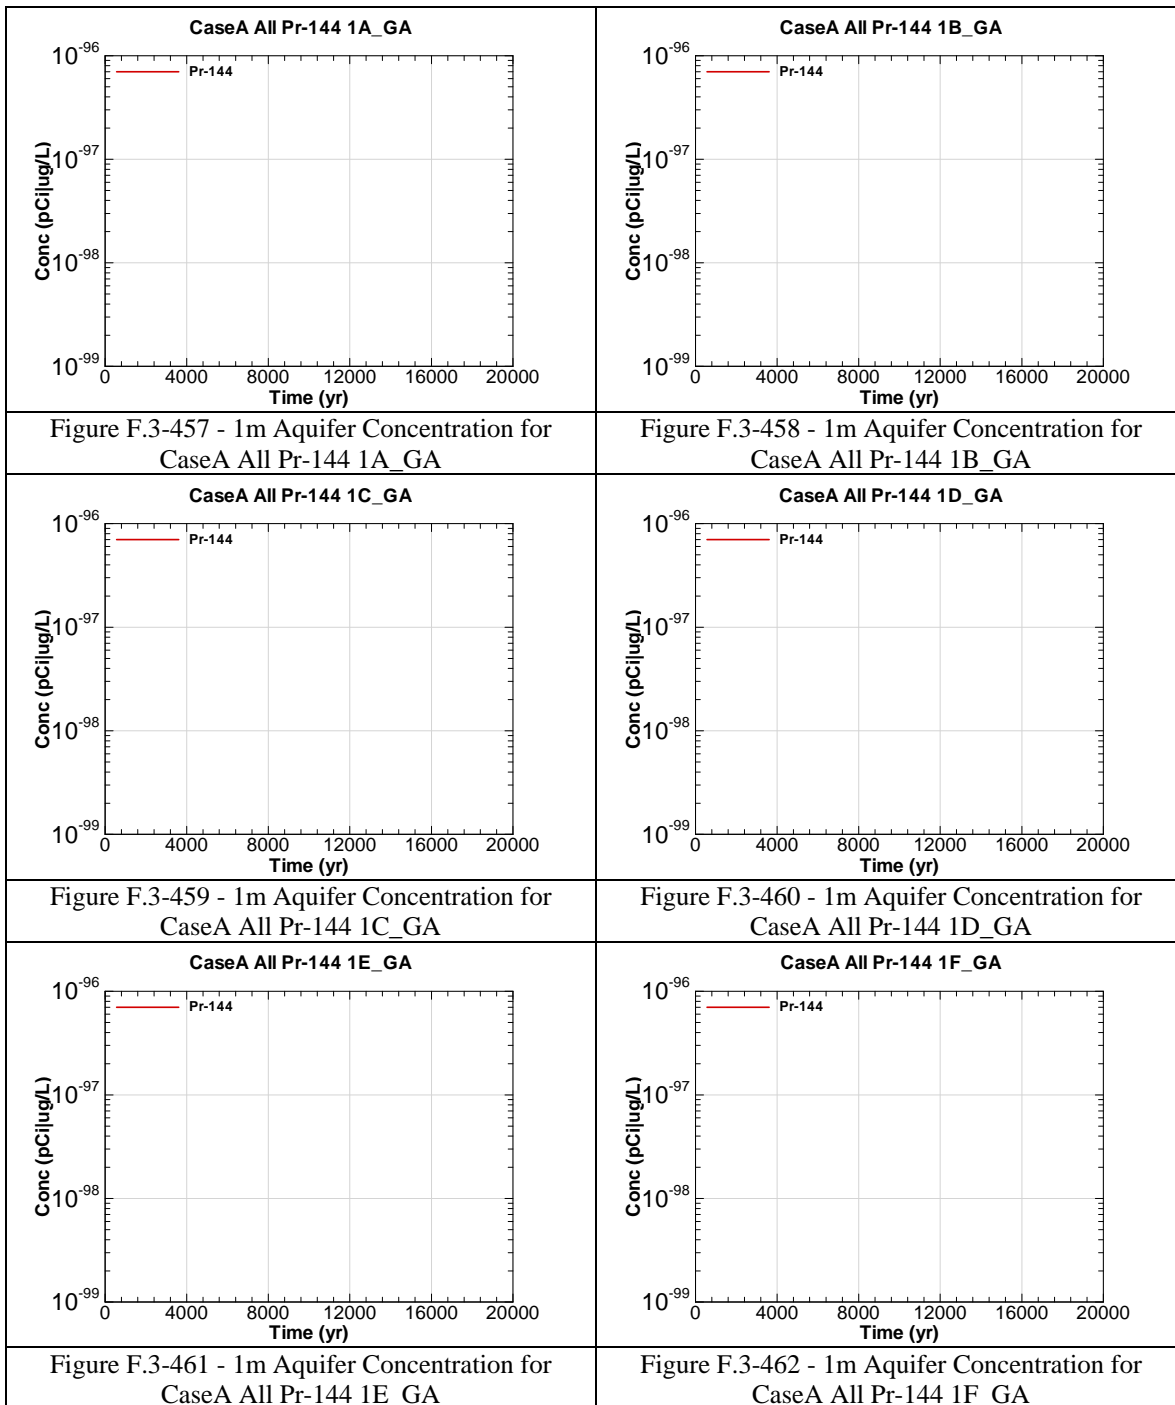 CaseA All Pr-144 1A_GA
10^-96
Pr-144
10^-97
Conc (pCi|ug/L)
10^-98
10^-99
0 4000 8000 12000 16000 20000
Time (yr)
Figure F.3-457 - 1m Aquifer Concentration for
CaseA All Pr-144 1A_GA
CaseA All Pr-144 1B_GA
10^-96
Pr-144
10^-97
Conc (pCi|ug/L)
10^-98
10^-99
0 4000 8000 12000 16000 20000
Time (yr)
Figure F.3-458 - 1m Aquifer Concentration for
CaseA All Pr-144 1B_GA
CaseA All Pr-144 1C_GA
10^-96
Pr-144
10^-97
Conc (pCi|ug/L)
10^-98
10^-99
0 4000 8000 12000 16000 20000
Time (yr)
Figure F.3-459 - 1m Aquifer Concentration for
CaseA All Pr-144 1C_GA
CaseA All Pr-144 1D_GA
10^-96
Pr-144
10^-97
Conc (pCi|ug/L)
10^-98
10^-99
0 4000 8000 12000 16000 20000
Time (yr)
Figure F.3-460 - 1m Aquifer Concentration for
CaseA All Pr-144 1D_GA
CaseA All Pr-144 1E_GA
10^-96
Pr-144
10^-97
Conc (pCi|ug/L)
10^-98
10^-99
0 4000 8000 12000 16000 20000
Time (yr)
Figure F.3-461 - 1m Aquifer Concentration for
CaseA All Pr-144 1E_GA
CaseA All Pr-144 1F_GA
10^-96
Pr-144
10^-97
Conc (pCi|ug/L)
10^-98
10^-99
0 4000 8000 12000 16000 20000
Time (yr)
Figure F.3-462 - 1m Aquifer Concentration for
CaseA All Pr-144 1F_GA